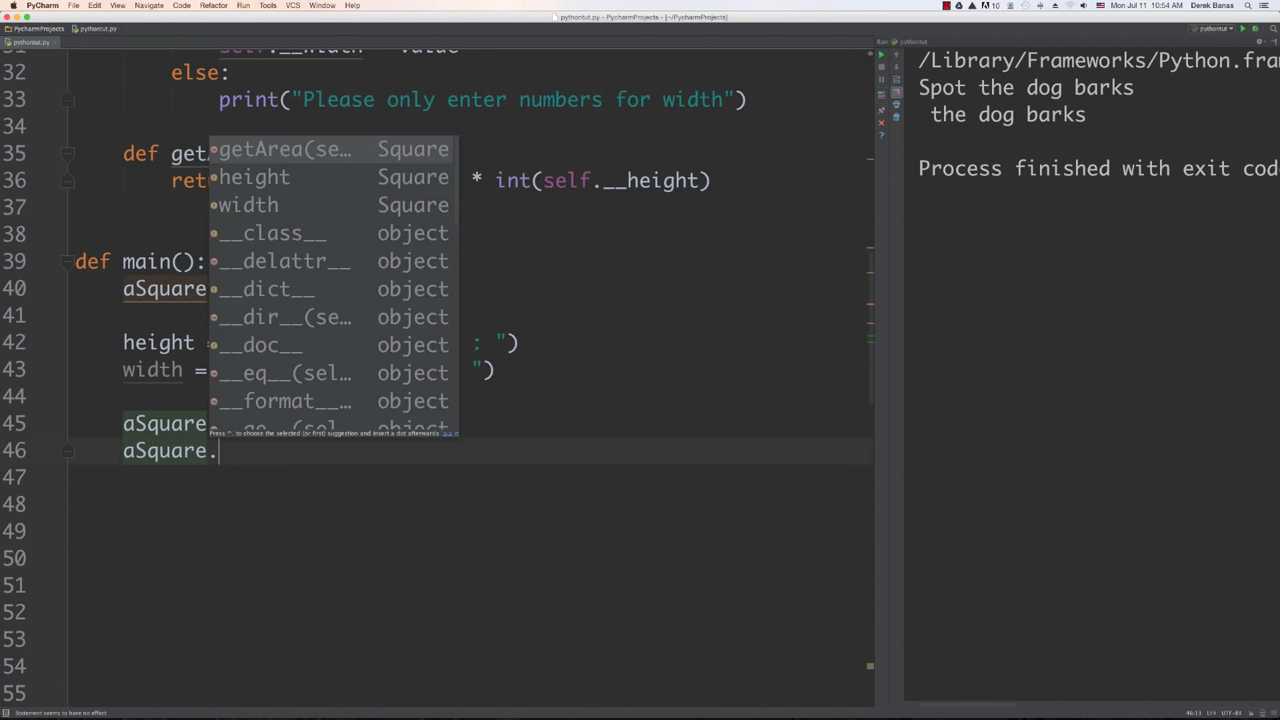 PyCharm File Edit View Navigate Code Refactor Run Tools VCS Window Help
10 Mon Jul 11 10:54 AM Derek Banas
pythontut.py - PycharmProjects - [~/PycharmProjects]
PycharmProjects pythontut.py pythontut
pythontut.py
Run pythontut
32 else:
33 print("Please only enter numbers for width")
34
35 def get
36 ret * int(self.__height)
37
38
39 def main():
40 aSquare
41
42 height : ")
43 width = ")
44
45 aSquare
46 aSquare.
47
48
49
50
51
52
53
54
55
getArea(se… Square
height Square
width Square
__class__ object
__delattr__ object
__dict__ object
__dir__(se… object
__doc__ object
__eq__(sel… object
__format__… object
Press ^. to choose the selected (or first) suggestion and insert a dot afterwards >>
/Library/Frameworks/Python.fra
Spot the dog barks
the dog barks
Process finished with exit cod
Statement seems to have no effect
46:13 LF÷ UTF-8÷